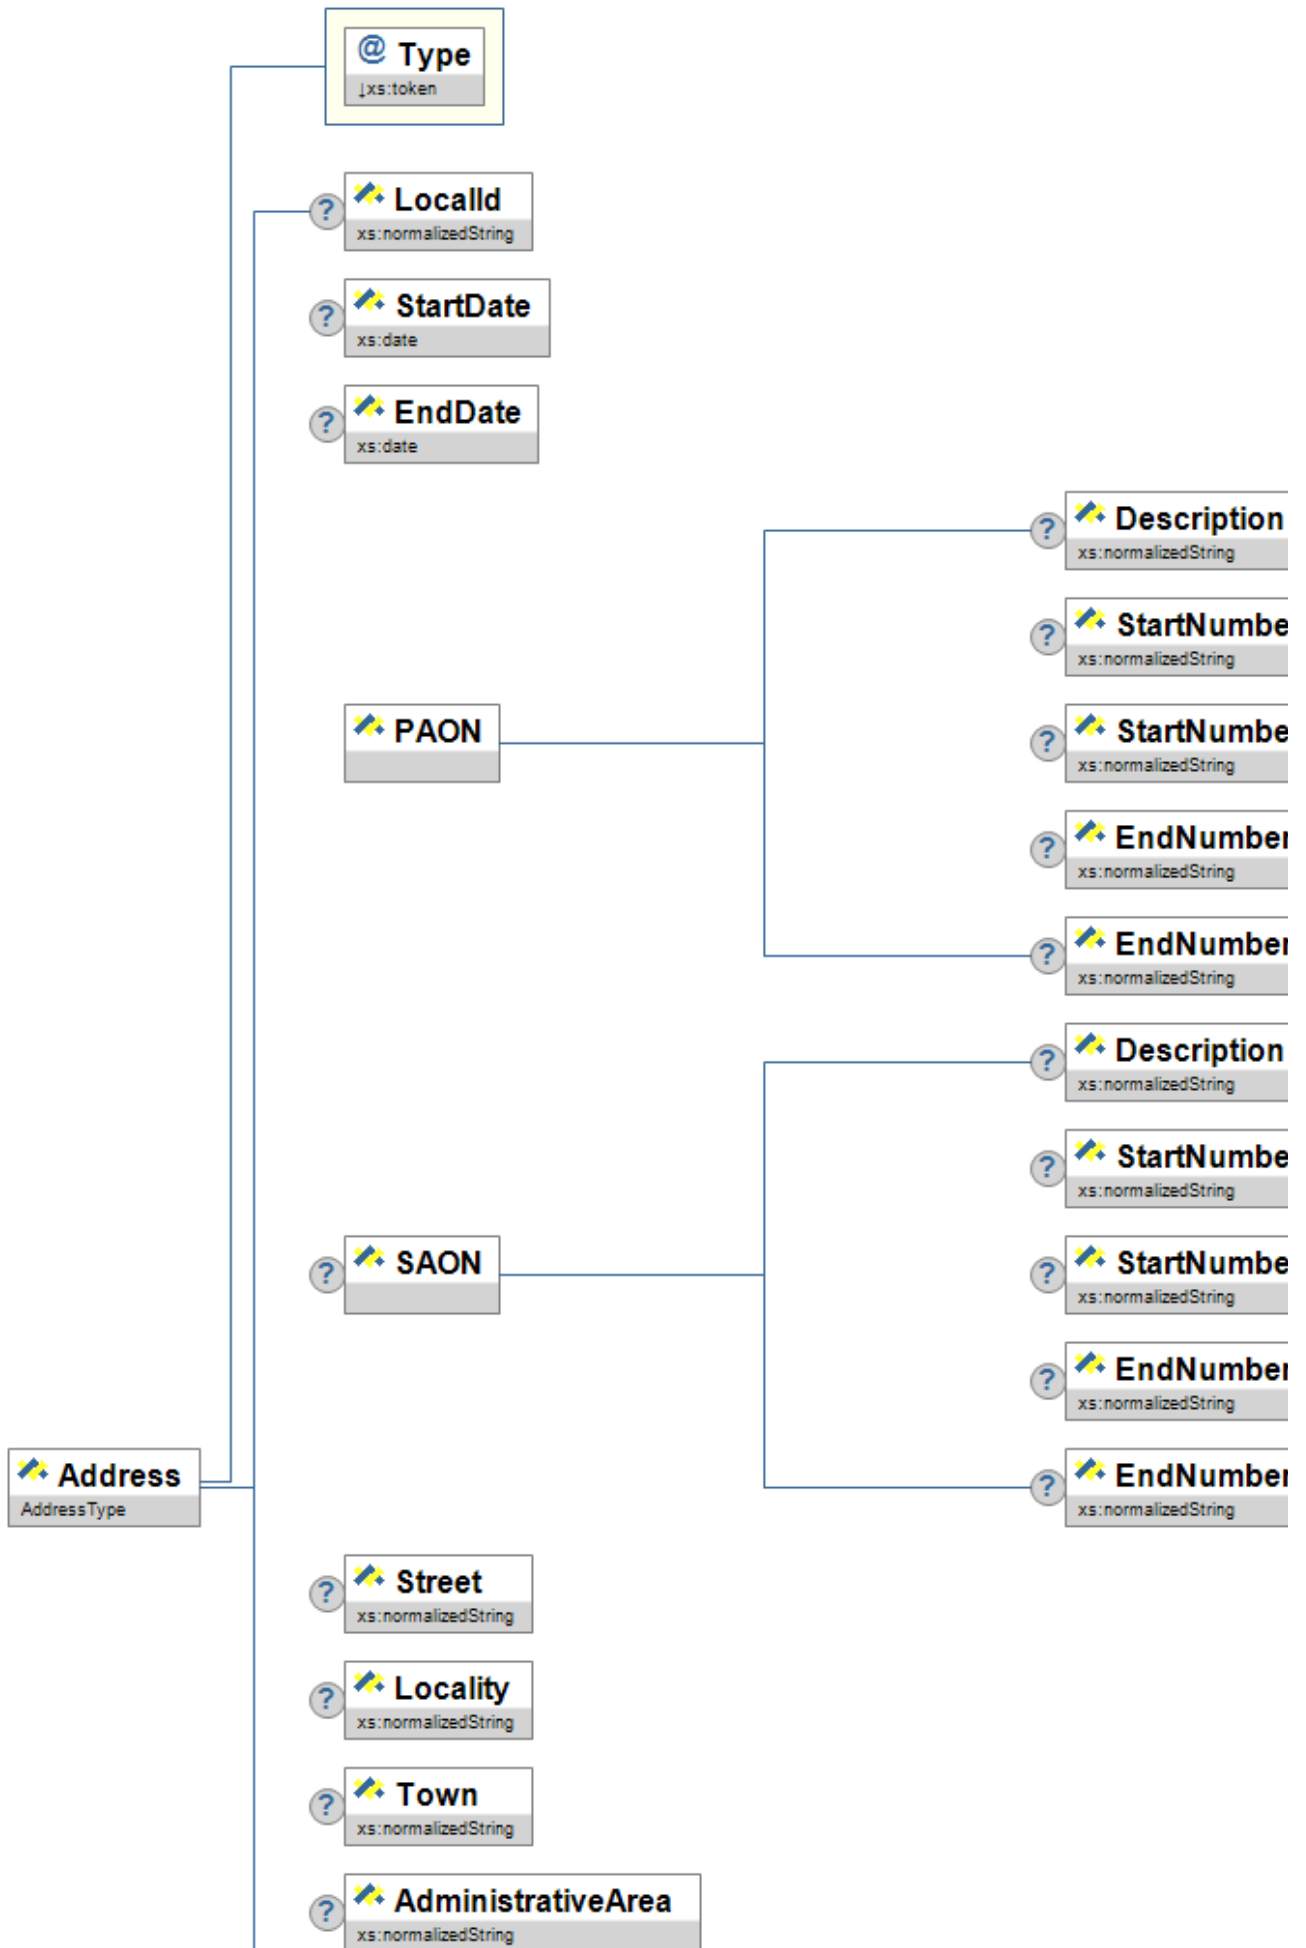 @ Type
↓xs:token
? LocalId
xs:normalizedString
? StartDate
xs:date
? EndDate
xs:date
? Description
xs:normalizedString
? StartNumbe
xs:normalizedString
PAON
? StartNumbe
xs:normalizedString
? EndNumber
xs:normalizedString
? EndNumber
xs:normalizedString
? Description
xs:normalizedString
? StartNumbe
xs:normalizedString
? SAON
? StartNumbe
xs:normalizedString
? EndNumber
xs:normalizedString
? EndNumber
xs:normalizedString
Address
AddressType
? Street
xs:normalizedString
? Locality
xs:normalizedString
? Town
xs:normalizedString
? AdministrativeArea
xs:normalizedString